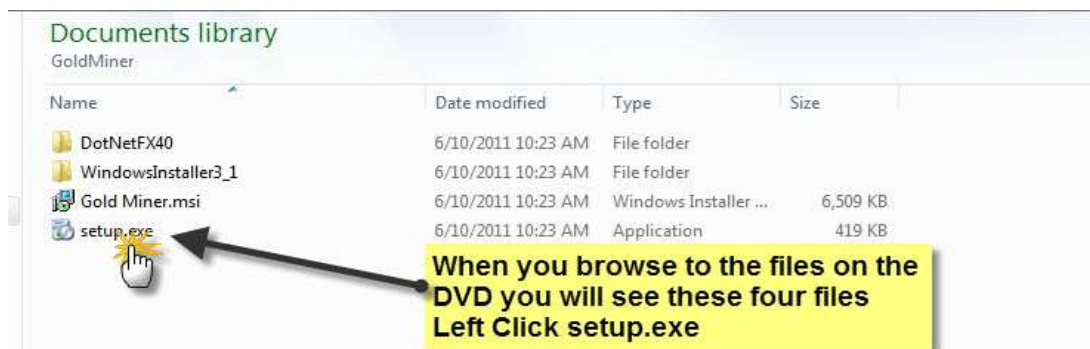 Documents library
GoldMiner
Name Date modified Type Size
DotNetFX40 6/10/2011 10:23 AM File folder
WindowsInstaller3_1 6/10/2011 10:23 AM File folder
Gold Miner.msi 6/10/2011 10:23 AM Windows Installer ... 6,509 KB
setup.exe 6/10/2011 10:23 AM Application 419 KB
When you browse to the files on the
DVD you will see these four files
Left Click setup.exe